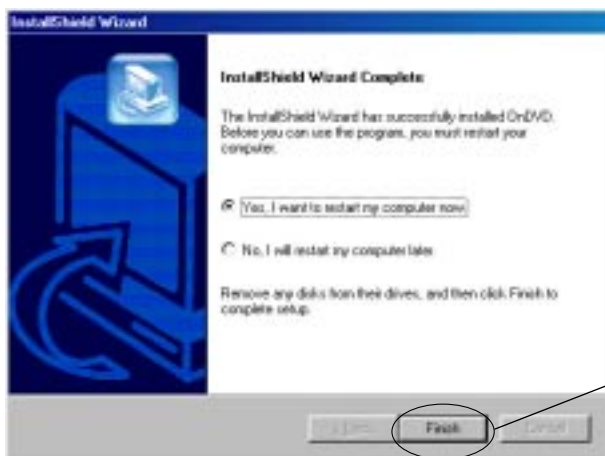 InstallShield Wizard
InstallShield Wizard Complete
The InstallShield Wizard has successfully installed OnDVD.
Before you can use the program, you must restart your
computer.
Yes, I want to restart my computer now.
No, I will restart my computer later.
Remove any disks from their drives, and then click Finish to
complete setup.
Finish
Cancel